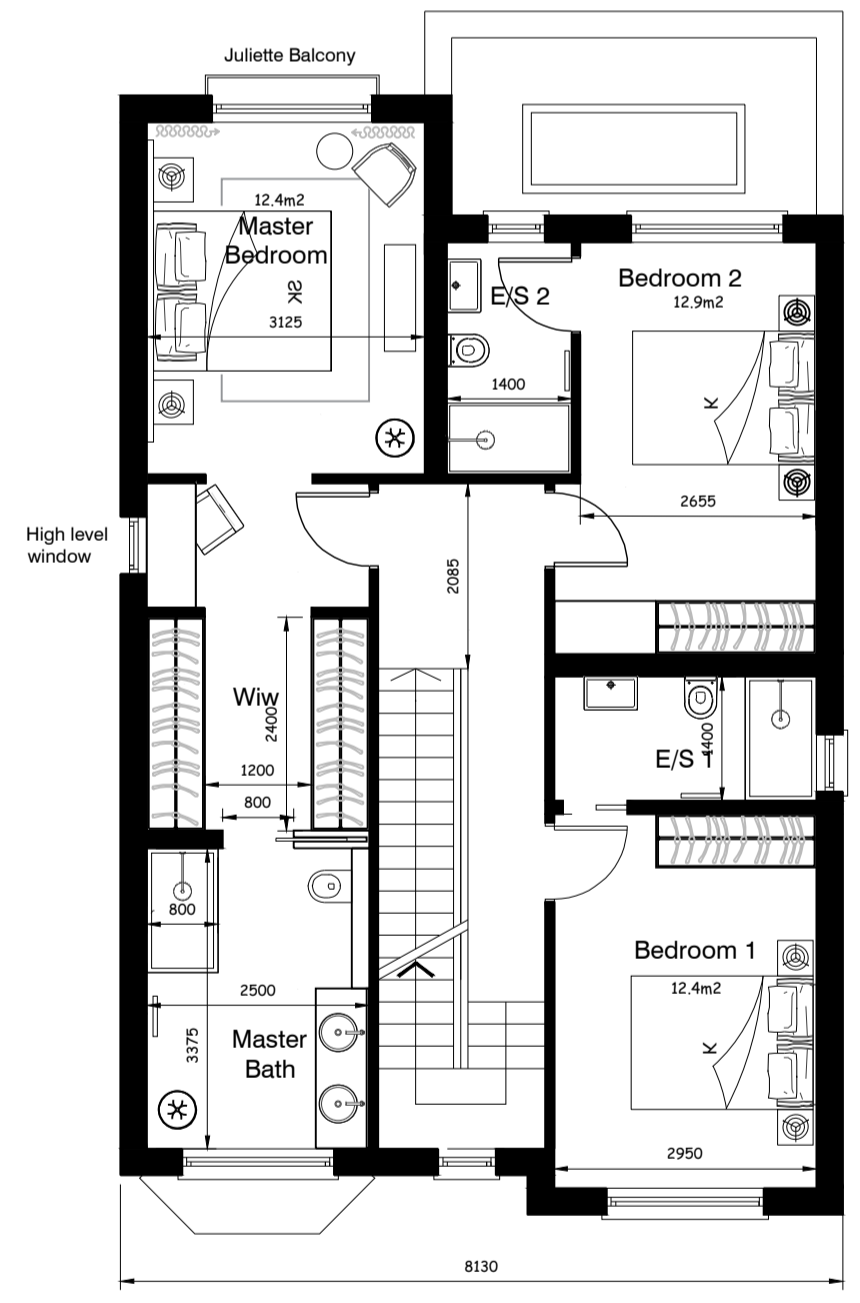 Juliette Balcony
12.4m2
Master
Bedroom
SK
3125
E/S 2
1400
Bedroom 2
12.9m2
K
2655
High level
window
2085
Wiw
2400
1200
800
E/S 1
1400
800
2500
3375
Master
Bath
Bedroom 1
12.4m2
K
2950
8130